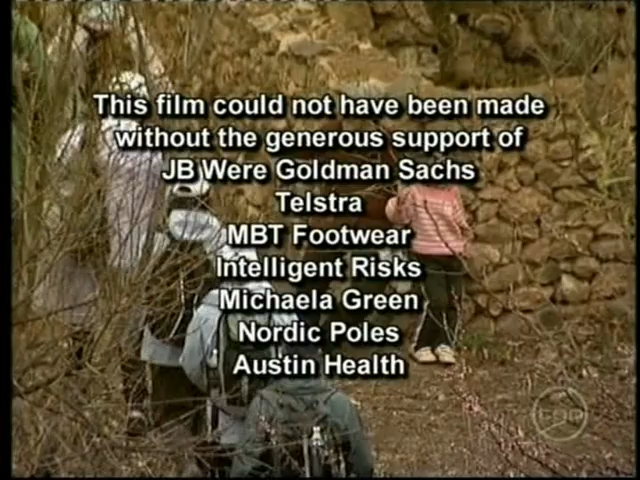 This film could not have been made
without the generous support of
JB Were Goldman Sachs
Telstra
MBT Footwear
Intelligent Risks
Michaela Green
Nordic Poles
Austin Health